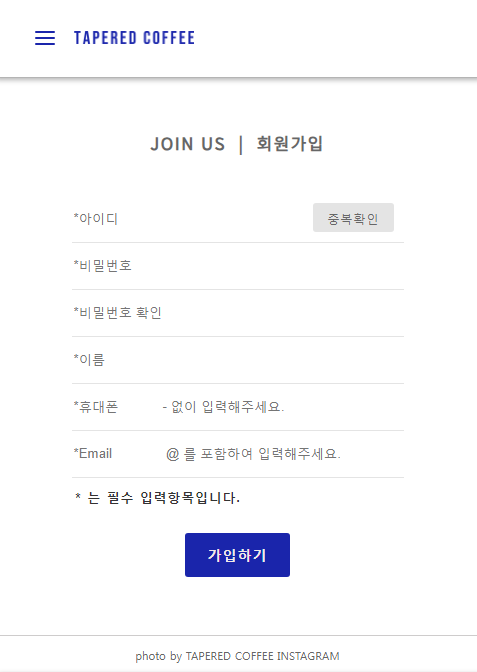 TAPERED COFFEE
JOIN US | 회원가입
*아이디 중복확인
*비밀번호
*비밀번호 확인
*이름
*휴대폰 - 없이 입력해주세요.
*Email @ 를 포함하여 입력해주세요.
* 는 필수 입력항목입니다.
가입하기
photo by TAPERED COFFEE INSTAGRAM